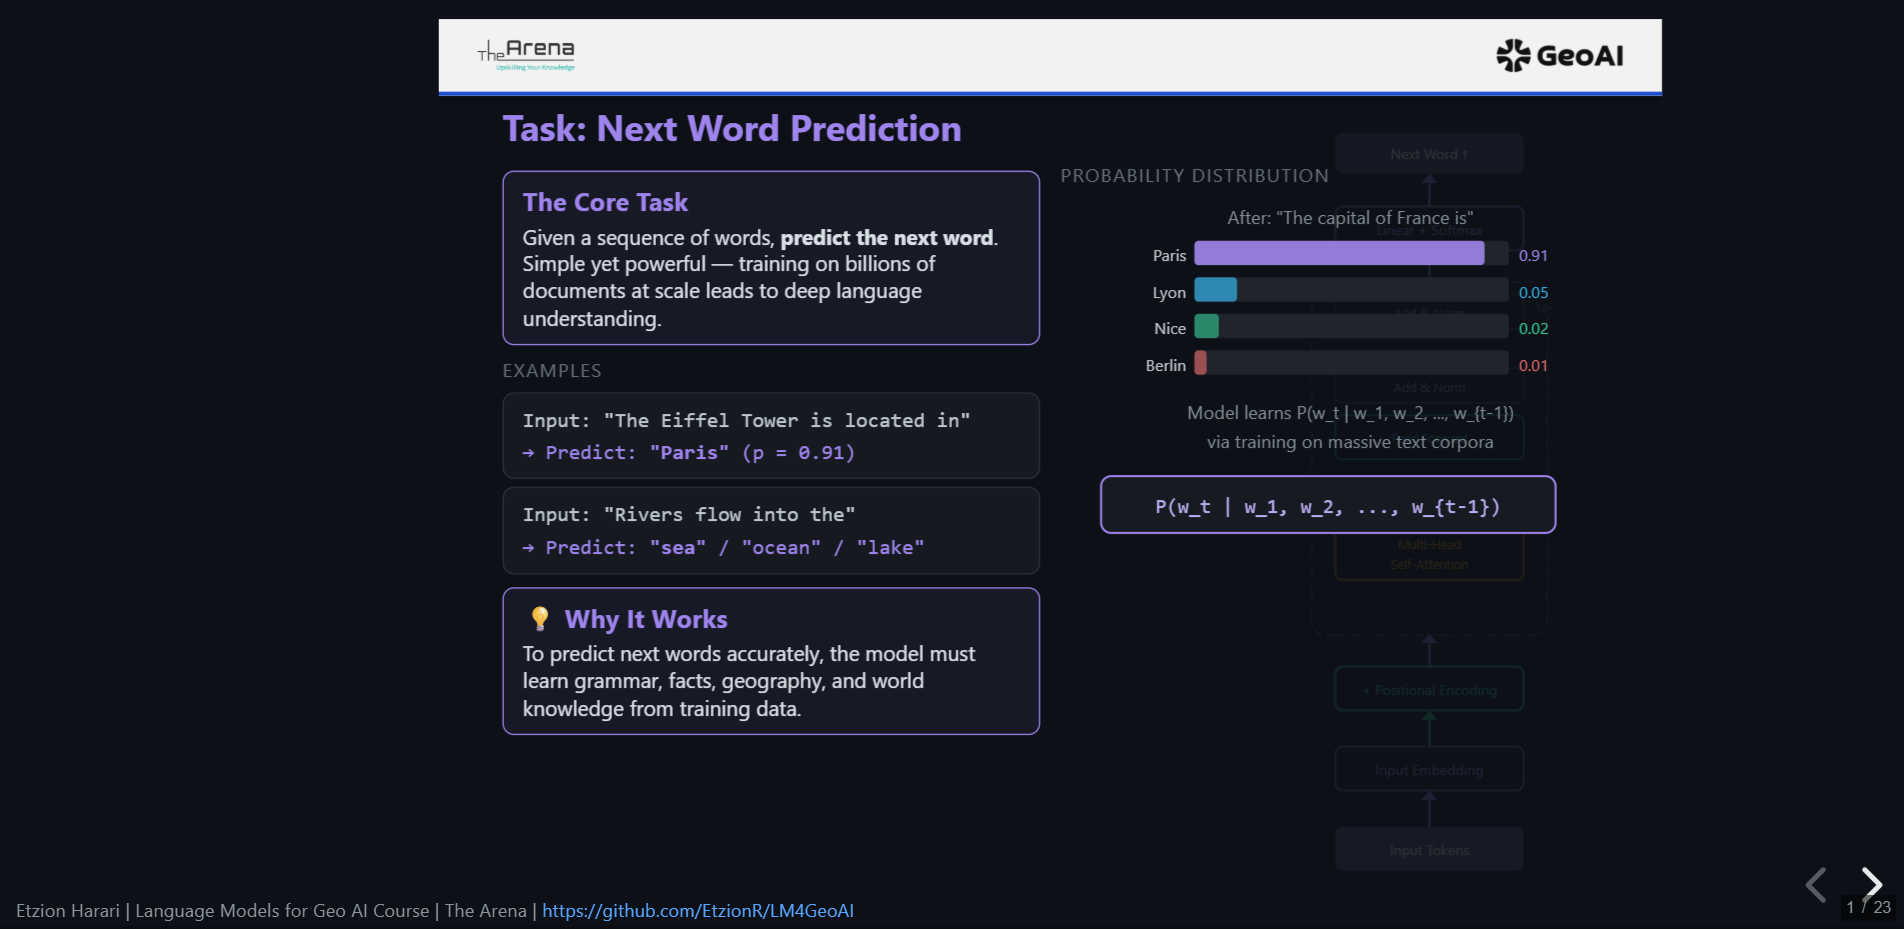 The Arena
Upskilling Your Knowledge
GeoAI
Task: Next Word Prediction
The Core Task
Given a sequence of words, predict the next word.
Simple yet powerful — training on billions of
documents at scale leads to deep language
understanding.
EXAMPLES
Input: "The Eiffel Tower is located in"
→ Predict: "Paris" (p = 0.91)
Input: "Rivers flow into the"
→ Predict: "sea" / "ocean" / "lake"
💡 Why It Works
To predict next words accurately, the model must
learn grammar, facts, geography, and world
knowledge from training data.
PROBABILITY DISTRIBUTION
After: "The capital of France is"
Paris 0.91
Lyon 0.05
Nice 0.02
Berlin 0.01
Model learns P(w_t | w_1, w_2, ..., w_{t-1})
via training on massive text corpora
P(w_t | w_1, w_2, ..., w_{t-1})
Next Word ↑
Linear + Softmax
Add & Norm
Add & Norm
Multi-Head
Self-Attention
+ Positional Encoding
Input Embedding
Input Tokens
Etzion Harari | Language Models for Geo AI Course | The Arena | https://github.com/EtzionR/LM4GeoAI
1 / 23